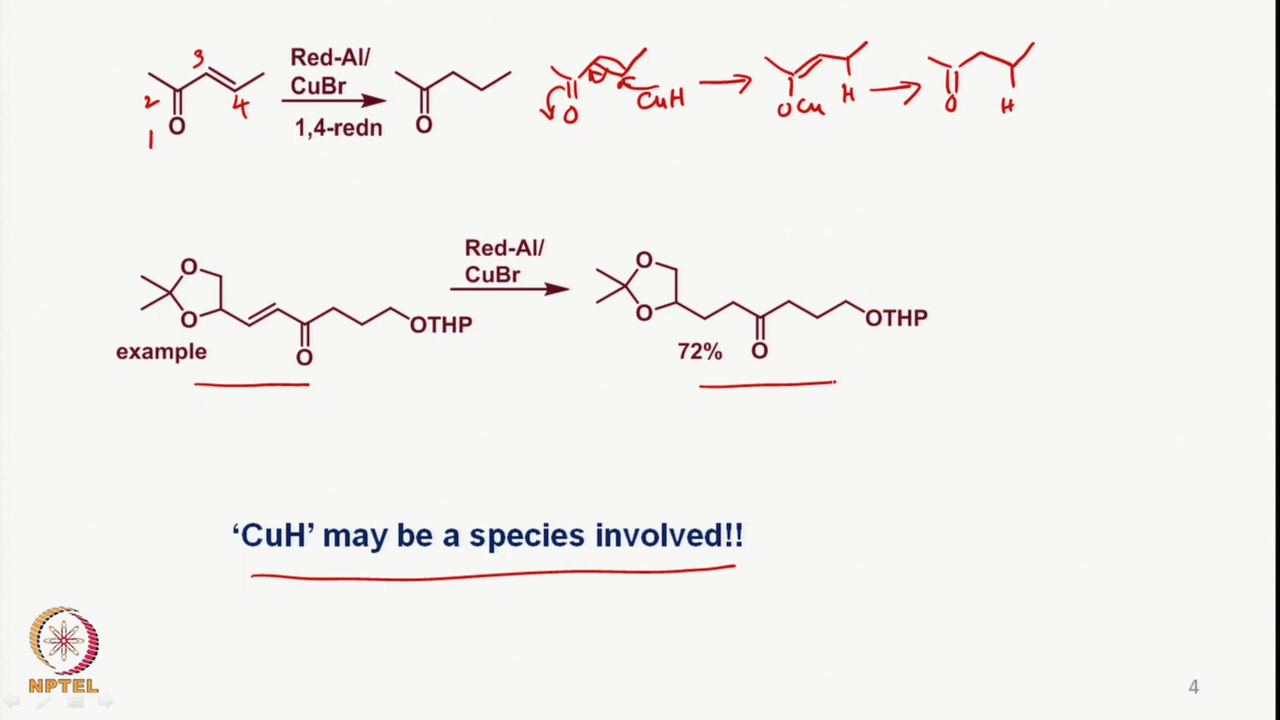 Red-Al/
CuBr
1,4-redn
O
O
1
2
3
4
O
CuH
OCu
H
O
H
Red-Al/
CuBr
O
O
O
OTHP
example
O
O
O
OTHP
72%
‘CuH’ may be a species involved!!
NPTEL
4